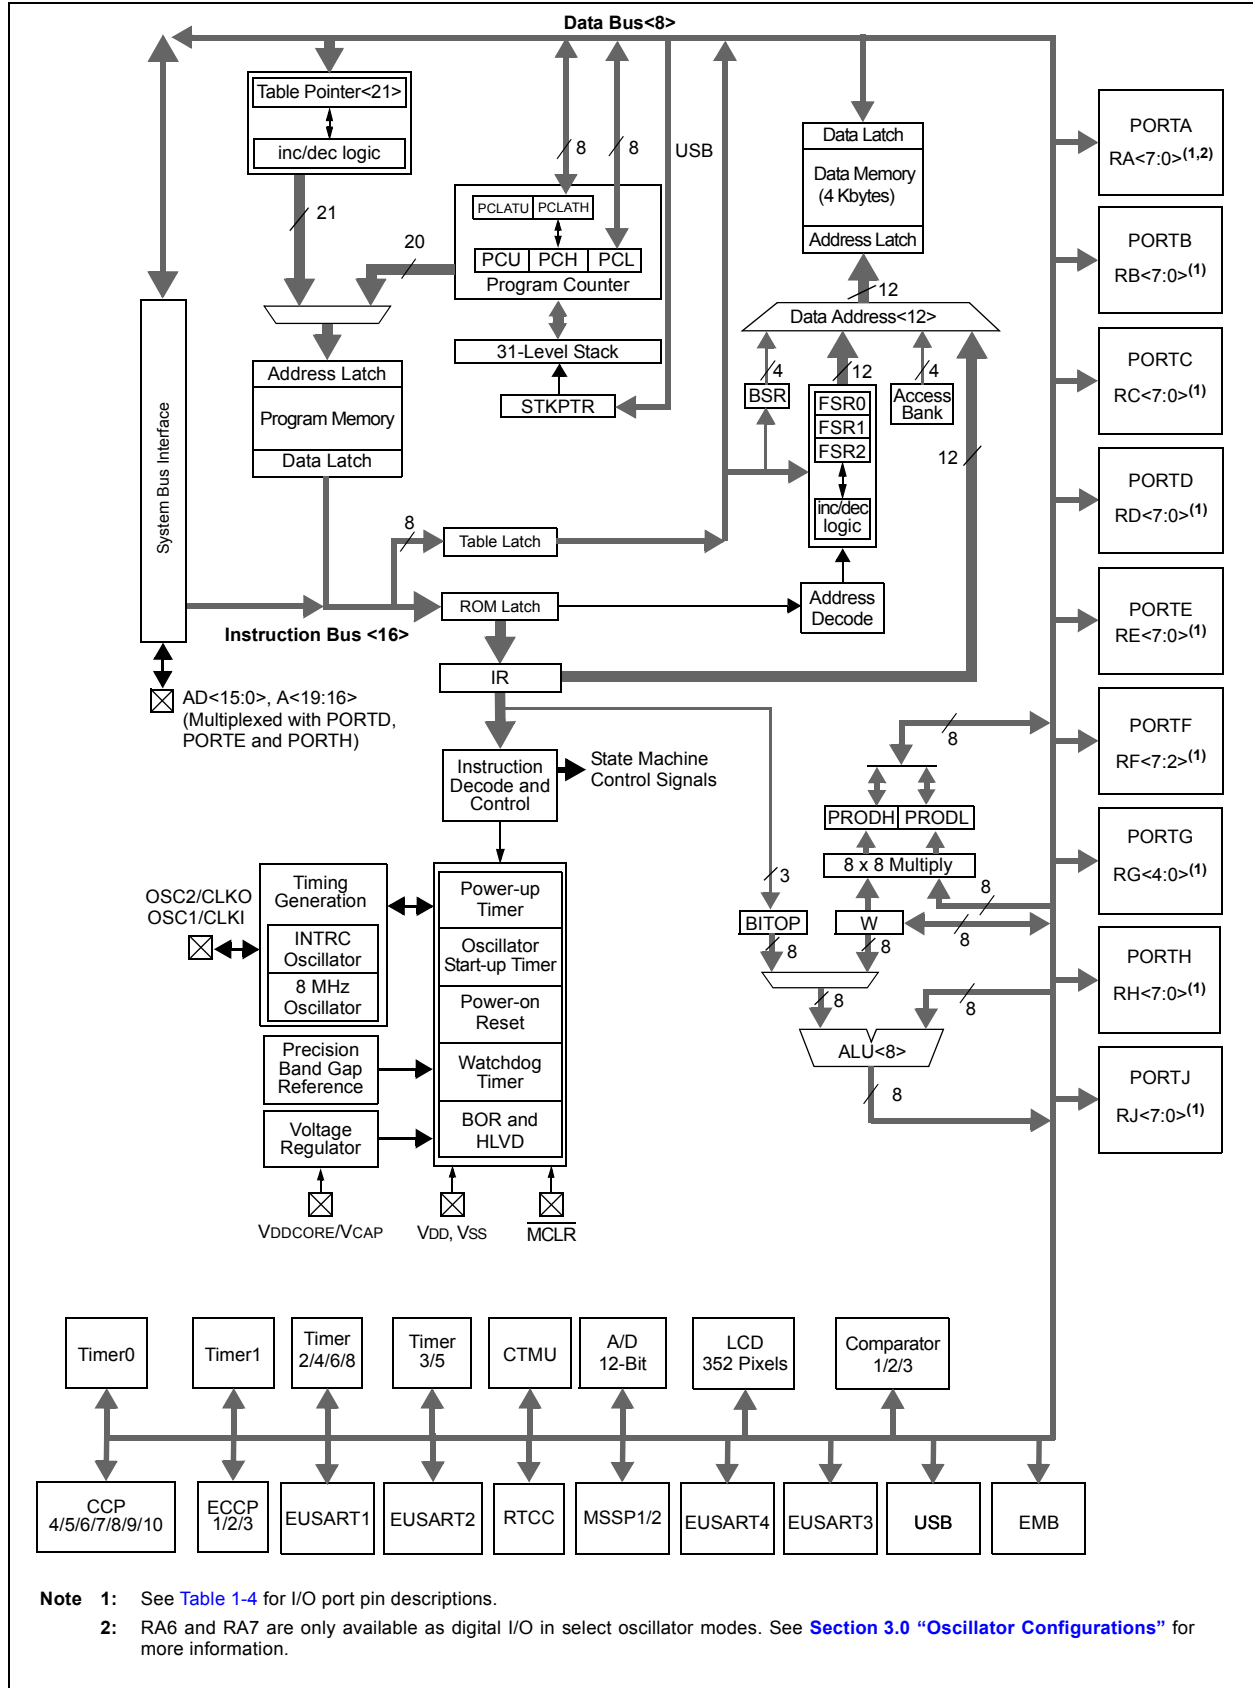 Data Bus<8>
Table Pointer<21>
inc/dec logic
21
8
8
USB
PCLATU PCLATH
PCU PCH PCL
Program Counter
20
31-Level Stack
STKPTR
Address Latch
Program Memory
Data Latch
System Bus Interface
8
Table Latch
ROM Latch
Instruction Bus <16>
IR
AD<15:0>, A<19:16>
(Multiplexed with PORTD,
PORTE and PORTH)
Data Latch
Data Memory
(4 Kbytes)
Address Latch
12
Data Address<12>
4
12
4
BSR
FSR0
FSR1
FSR2
inc/dec
logic
Access
Bank
12
Address
Decode
Instruction
Decode and
Control
State Machine
Control Signals
8
PRODH PRODL
8 x 8 Multiply
3
8
BITOP
W
8
8
8
8
8
ALU<8>
8
OSC2/CLKO
OSC1/CLKI
Timing
Generation
INTRC
Oscillator
8 MHz
Oscillator
Power-up
Timer
Oscillator
Start-up Timer
Power-on
Reset
Watchdog
Timer
BOR and
HLVD
Precision
Band Gap
Reference
Voltage
Regulator
VDDCORE/VCAP
VDD, VSS
MCLR
PORTA
RA<7:0>(1,2)
PORTB
RB<7:0>(1)
PORTC
RC<7:0>(1)
PORTD
RD<7:0>(1)
PORTE
RE<7:0>(1)
PORTF
RF<7:2>(1)
PORTG
RG<4:0>(1)
PORTH
RH<7:0>(1)
PORTJ
RJ<7:0>(1)
Timer0
Timer1
Timer
2/4/6/8
Timer
3/5
CTMU
A/D
12-Bit
LCD
352 Pixels
Comparator
1/2/3
CCP
4/5/6/7/8/9/10
ECCP
1/2/3
EUSART1
EUSART2
RTCC
MSSP1/2
EUSART4
EUSART3
USB
EMB
Note 1: See Table 1-4 for I/O port pin descriptions.
2: RA6 and RA7 are only available as digital I/O in select oscillator modes. See Section 3.0 “Oscillator Configurations” for
more information.